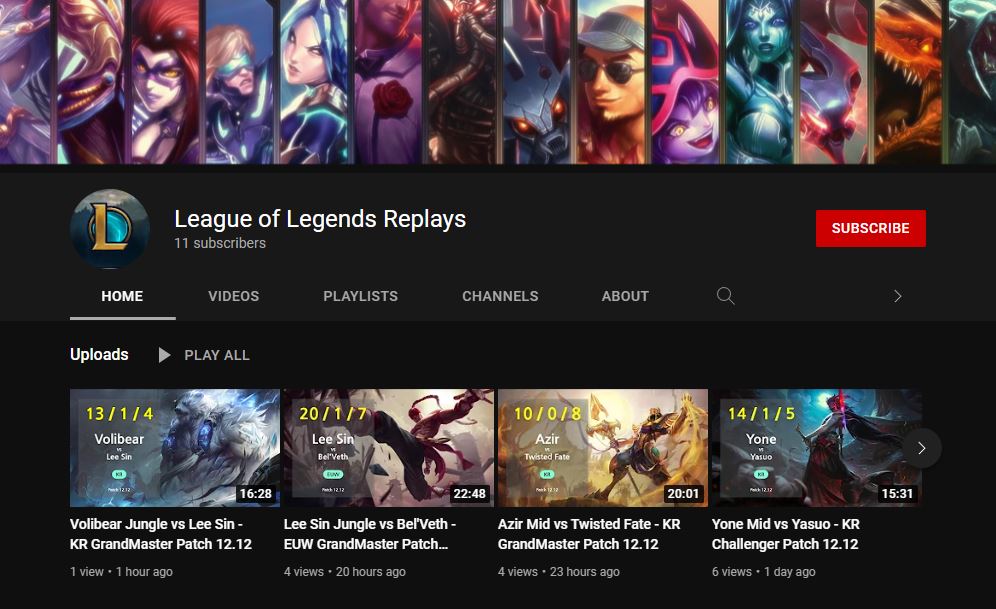 League of Legends Replays
11 subscribers
SUBSCRIBE
HOME
VIDEOS
PLAYLISTS
CHANNELS
ABOUT
Uploads
PLAY ALL
13 / 1 / 4
Volibear
vs
Lee Sin
KR
Patch 12.12
16:28
20 / 1 / 7
Lee Sin
vs
Bel'Veth
EUW
Patch 12.12
22:48
10 / 0 / 8
Azir
vs
Twisted Fate
KR
Patch 12.12
20:01
14 / 1 / 5
Yone
vs
Yasuo
KR
Patch 12.12
15:31
Volibear Jungle vs Lee Sin -
KR GrandMaster Patch 12.12
1 view • 1 hour ago
Lee Sin Jungle vs Bel'Veth -
EUW GrandMaster Patch...
4 views • 20 hours ago
Azir Mid vs Twisted Fate - KR
GrandMaster Patch 12.12
4 views • 23 hours ago
Yone Mid vs Yasuo - KR
Challenger Patch 12.12
6 views • 1 day ago